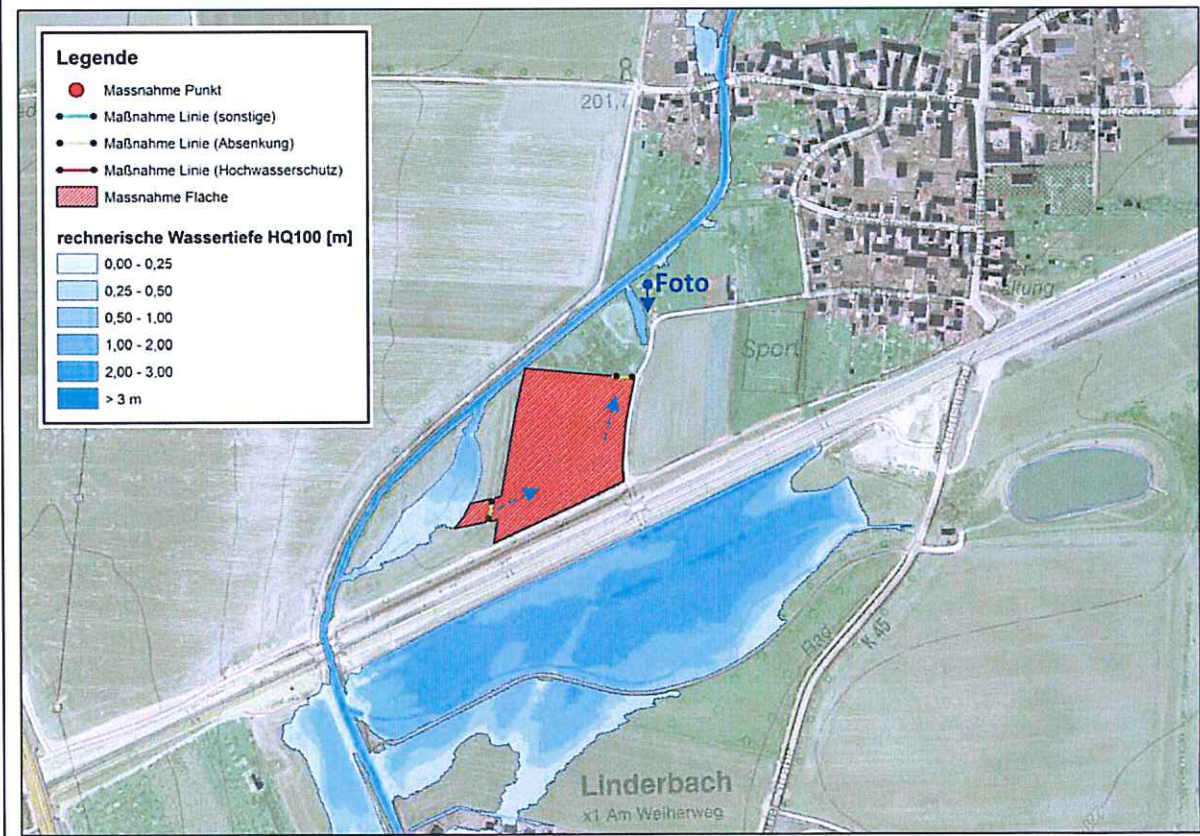 Legende
Massnahme Punkt
Maßnahme Linie (sonstige)
Maßnahme Linie (Absenkung)
Maßnahme Linie (Hochwasserschutz)
Massnahme Fläche
rechnerische Wassertiefe HQ100 [m]
0,00 - 0,25
0,25 - 0,50
0,50 - 1,00
1,00 - 2,00
2,00 - 3,00
> 3 m
201,7
Foto
Sport
K 45
Linderbach
x1 Am Weiherweg